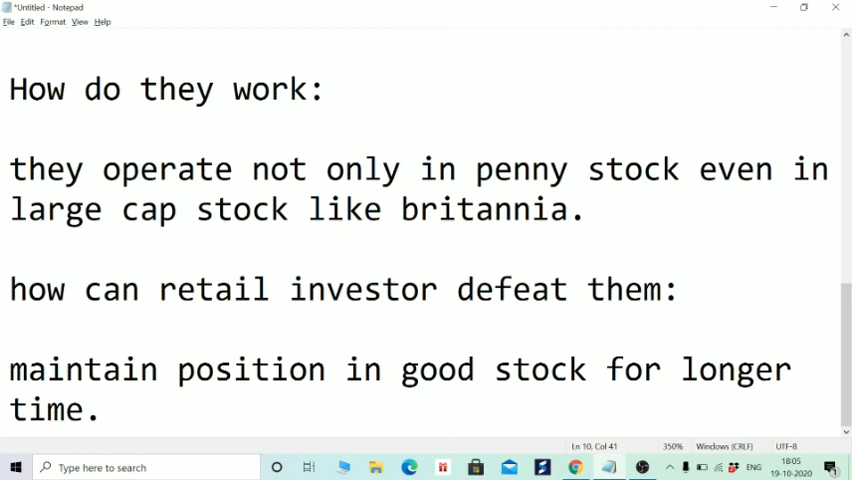 *Untitled - Notepad
File Edit Format View Help
How do they work:
they operate not only in penny stock even in
large cap stock like britannia.
how can retail investor defeat them:
maintain position in good stock for longer
time.
Ln 10, Col 41 350% Windows (CRLF) UTF-8
Type here to search
ENG
18:05
19-10-2020